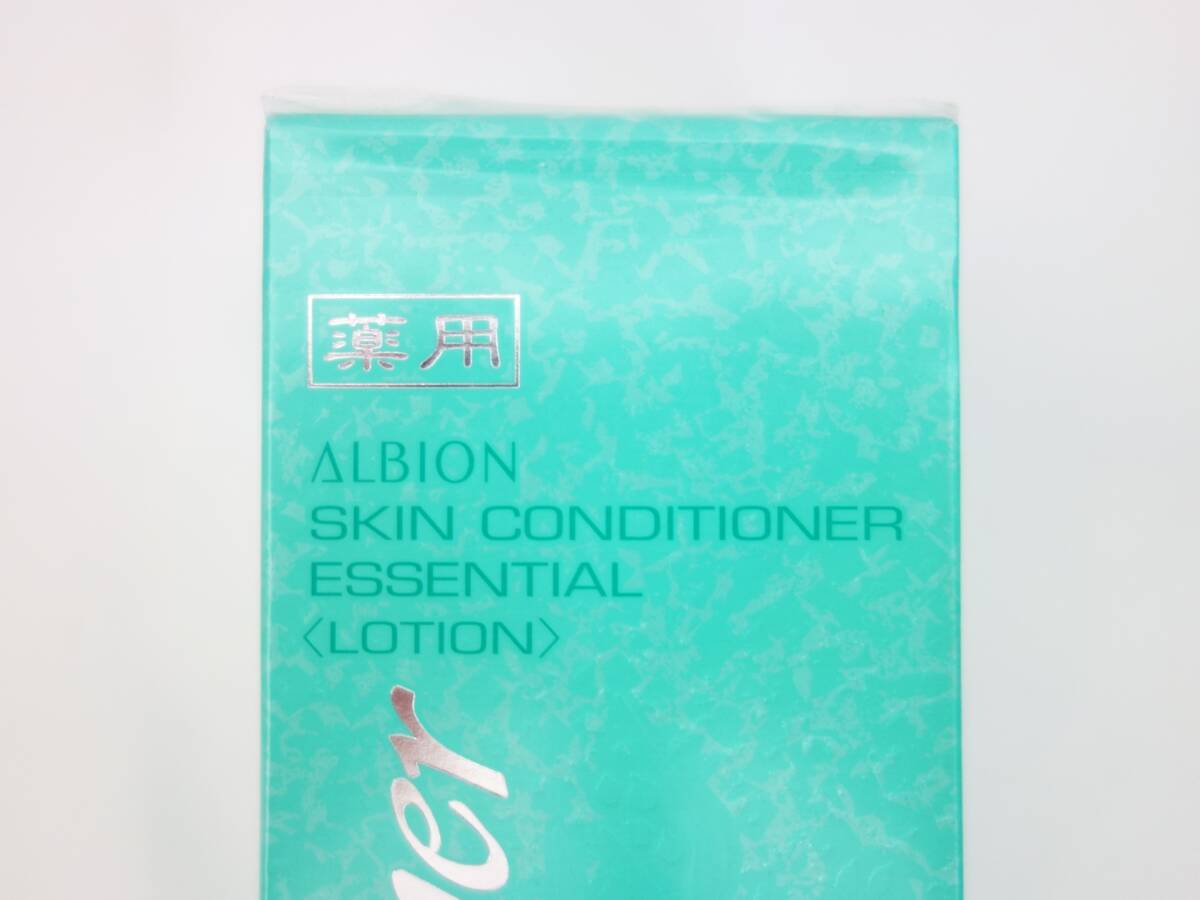 薬用
ALBION
SKIN CONDITIONER
ESSENTIAL
〈LOTION〉